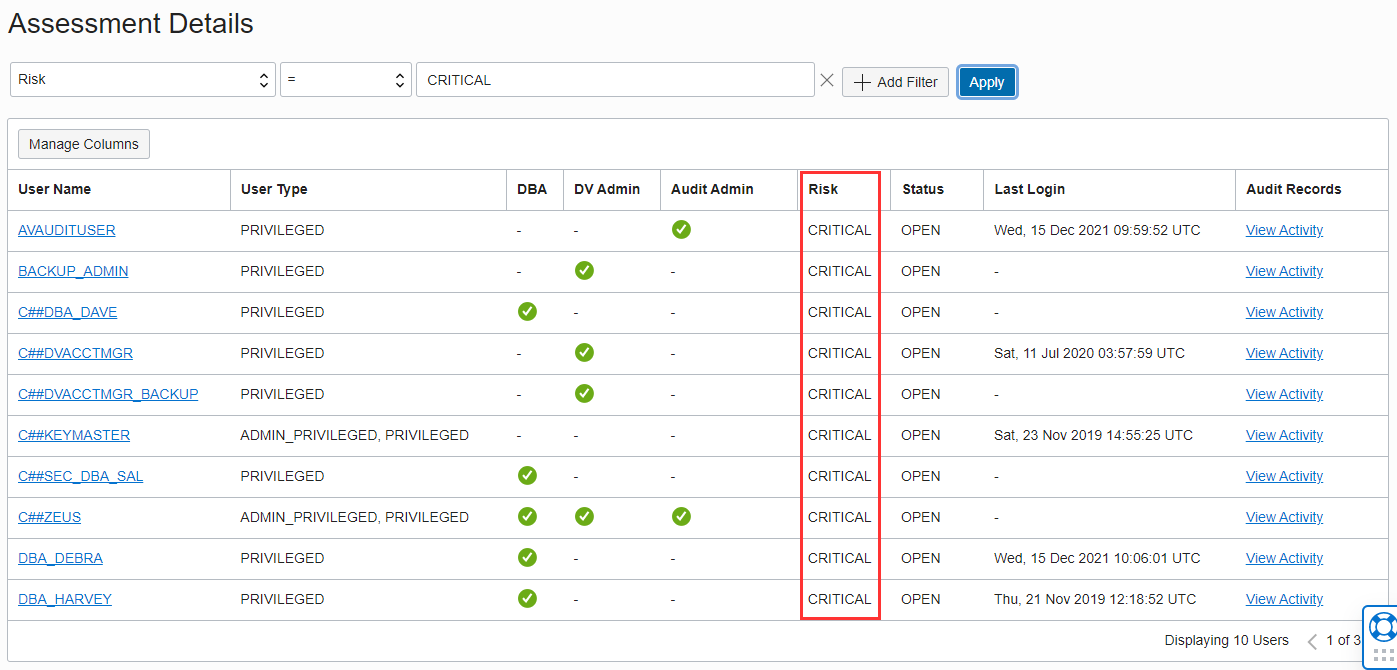 Assessment Details
Risk = CRITICAL Add Filter Apply
Manage Columns
User Name User Type DBA DV Admin Audit Admin Risk Status Last Login Audit Records
AVAUDITUSER PRIVILEGED - - CRITICAL OPEN Wed, 15 Dec 2021 09:59:52 UTC View Activity
BACKUP_ADMIN PRIVILEGED - - CRITICAL OPEN - View Activity
C##DBA_DAVE PRIVILEGED - - CRITICAL OPEN - View Activity
C##DVACCTMGR PRIVILEGED - - CRITICAL OPEN Sat, 11 Jul 2020 03:57:59 UTC View Activity
C##DVACCTMGR_BACKUP PRIVILEGED - - CRITICAL OPEN - View Activity
C##KEYMASTER ADMIN_PRIVILEGED, PRIVILEGED - - - CRITICAL OPEN Sat, 23 Nov 2019 14:55:25 UTC View Activity
C##SEC_DBA_SAL PRIVILEGED - - CRITICAL OPEN - View Activity
C##ZEUS ADMIN_PRIVILEGED, PRIVILEGED CRITICAL OPEN - View Activity
DBA_DEBRA PRIVILEGED - - CRITICAL OPEN Wed, 15 Dec 2021 10:06:01 UTC View Activity
DBA_HARVEY PRIVILEGED - - CRITICAL OPEN Thu, 21 Nov 2019 12:18:52 UTC View Activity
Displaying 10 Users 1 of 3